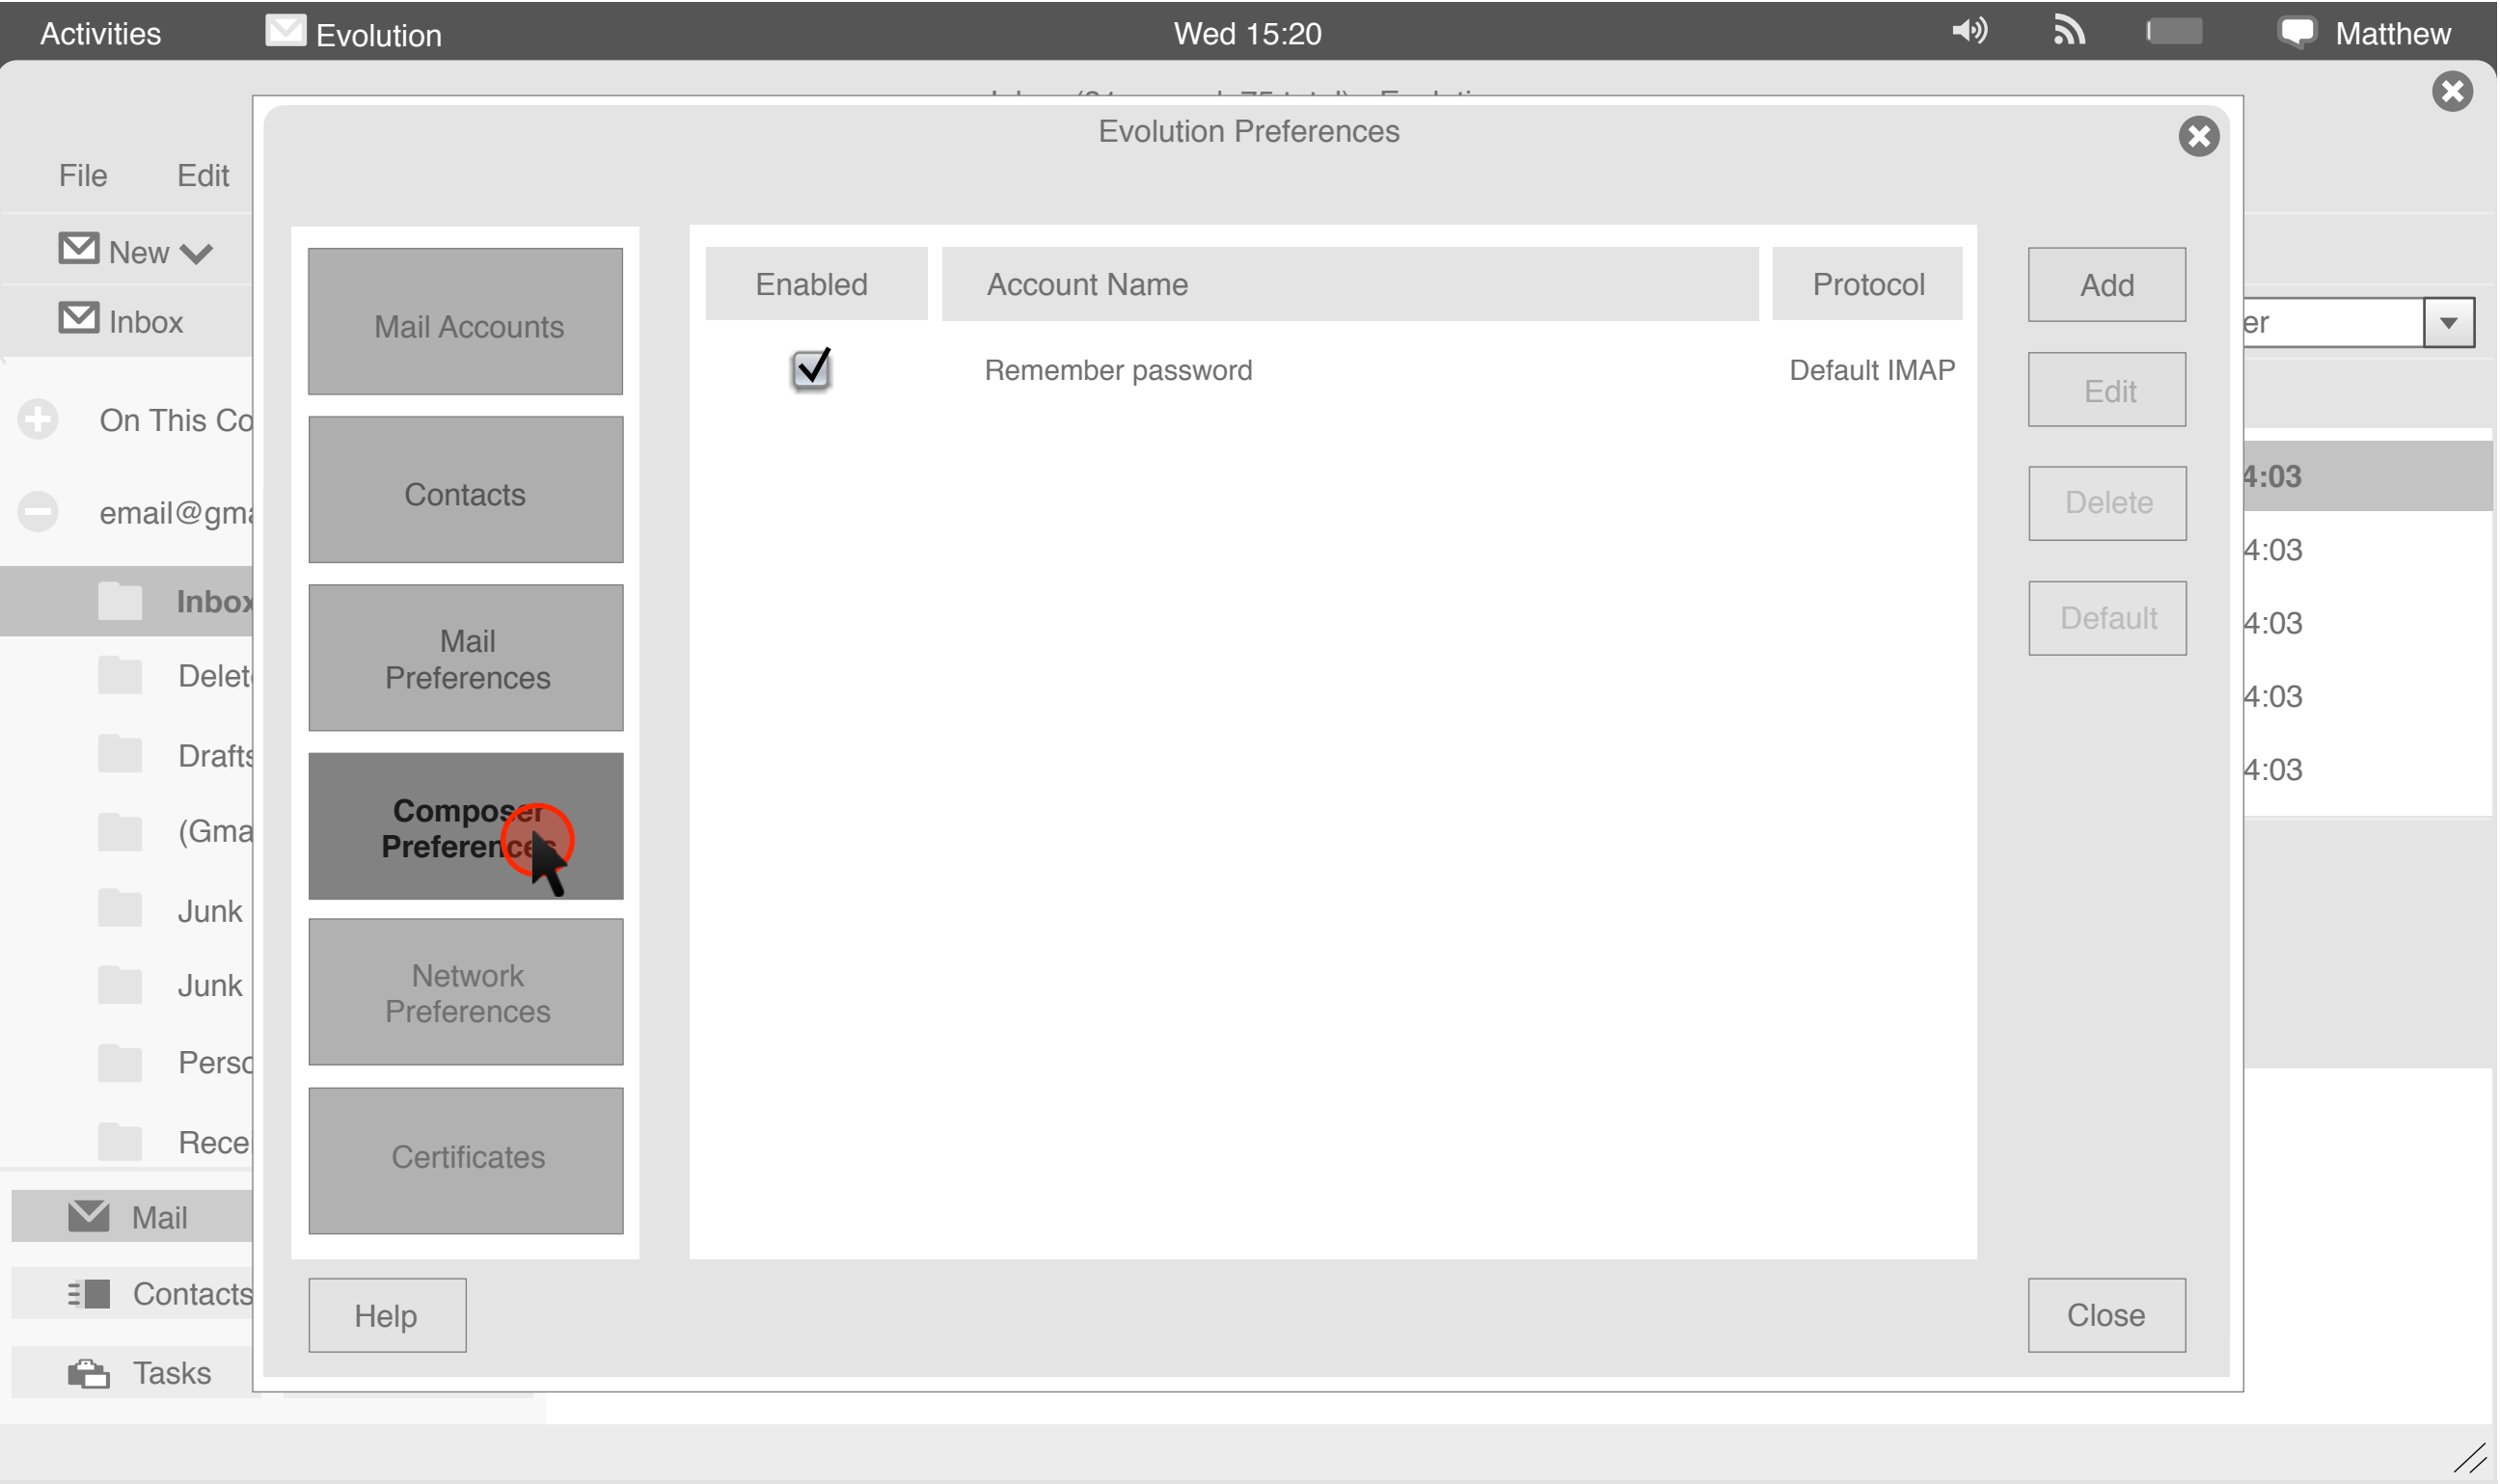 Activities
Evolution
Wed 15:20
Matthew
Evolution Preferences
File
Edit
New
Inbox
On This Co
email@gma
Inbox
Delet
Drafts
(Gma
Junk
Junk
Perso
Recei
Mail
Contacts
Tasks
Mail Accounts
Contacts
Mail
Preferences
Composer
Preferences
Network
Preferences
Certificates
Help
Enabled
Account Name
Protocol
Remember password
Default IMAP
Add
Edit
Delete
Default
Close
er
4:03
4:03
4:03
4:03
4:03